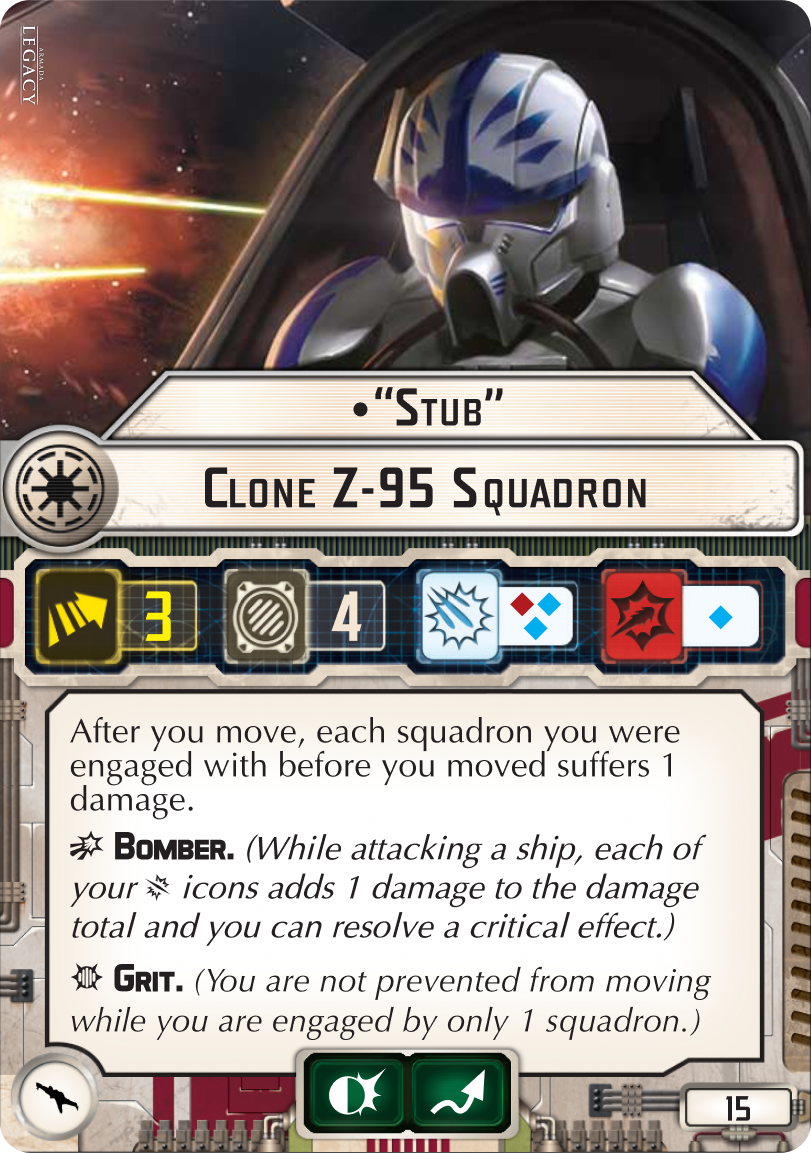 ARMADA
LEGACY
•“Stub”
Clone Z-95 Squadron
3
4
After you move, each squadron you were
engaged with before you moved suffers 1
damage.
Bomber. (While attacking a ship, each of
your icons adds 1 damage to the damage
total and you can resolve a critical effect.)
Grit. (You are not prevented from moving
while you are engaged by only 1 squadron.)
15